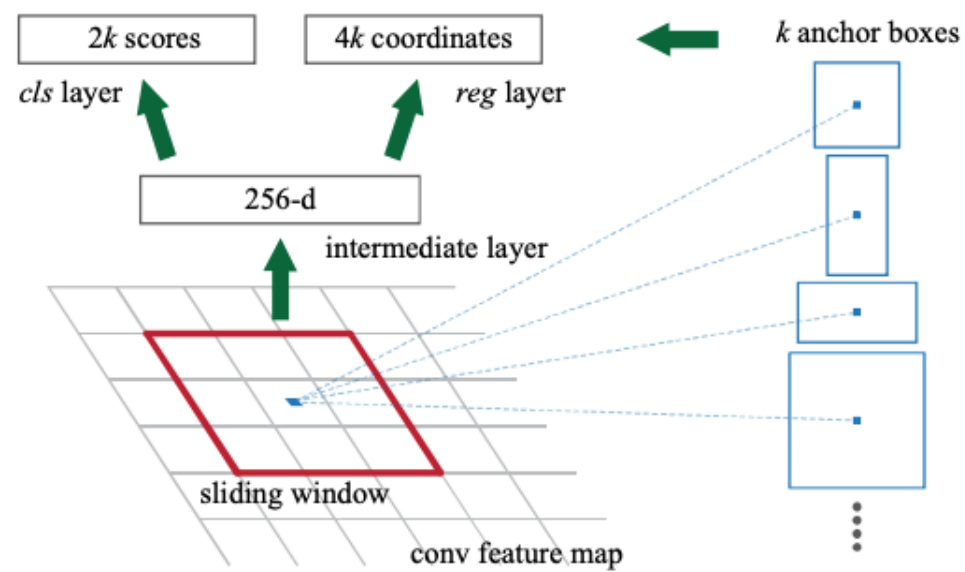 2k scores
4k coordinates
k anchor boxes
cls layer
reg layer
256-d
intermediate layer
sliding window
conv feature map